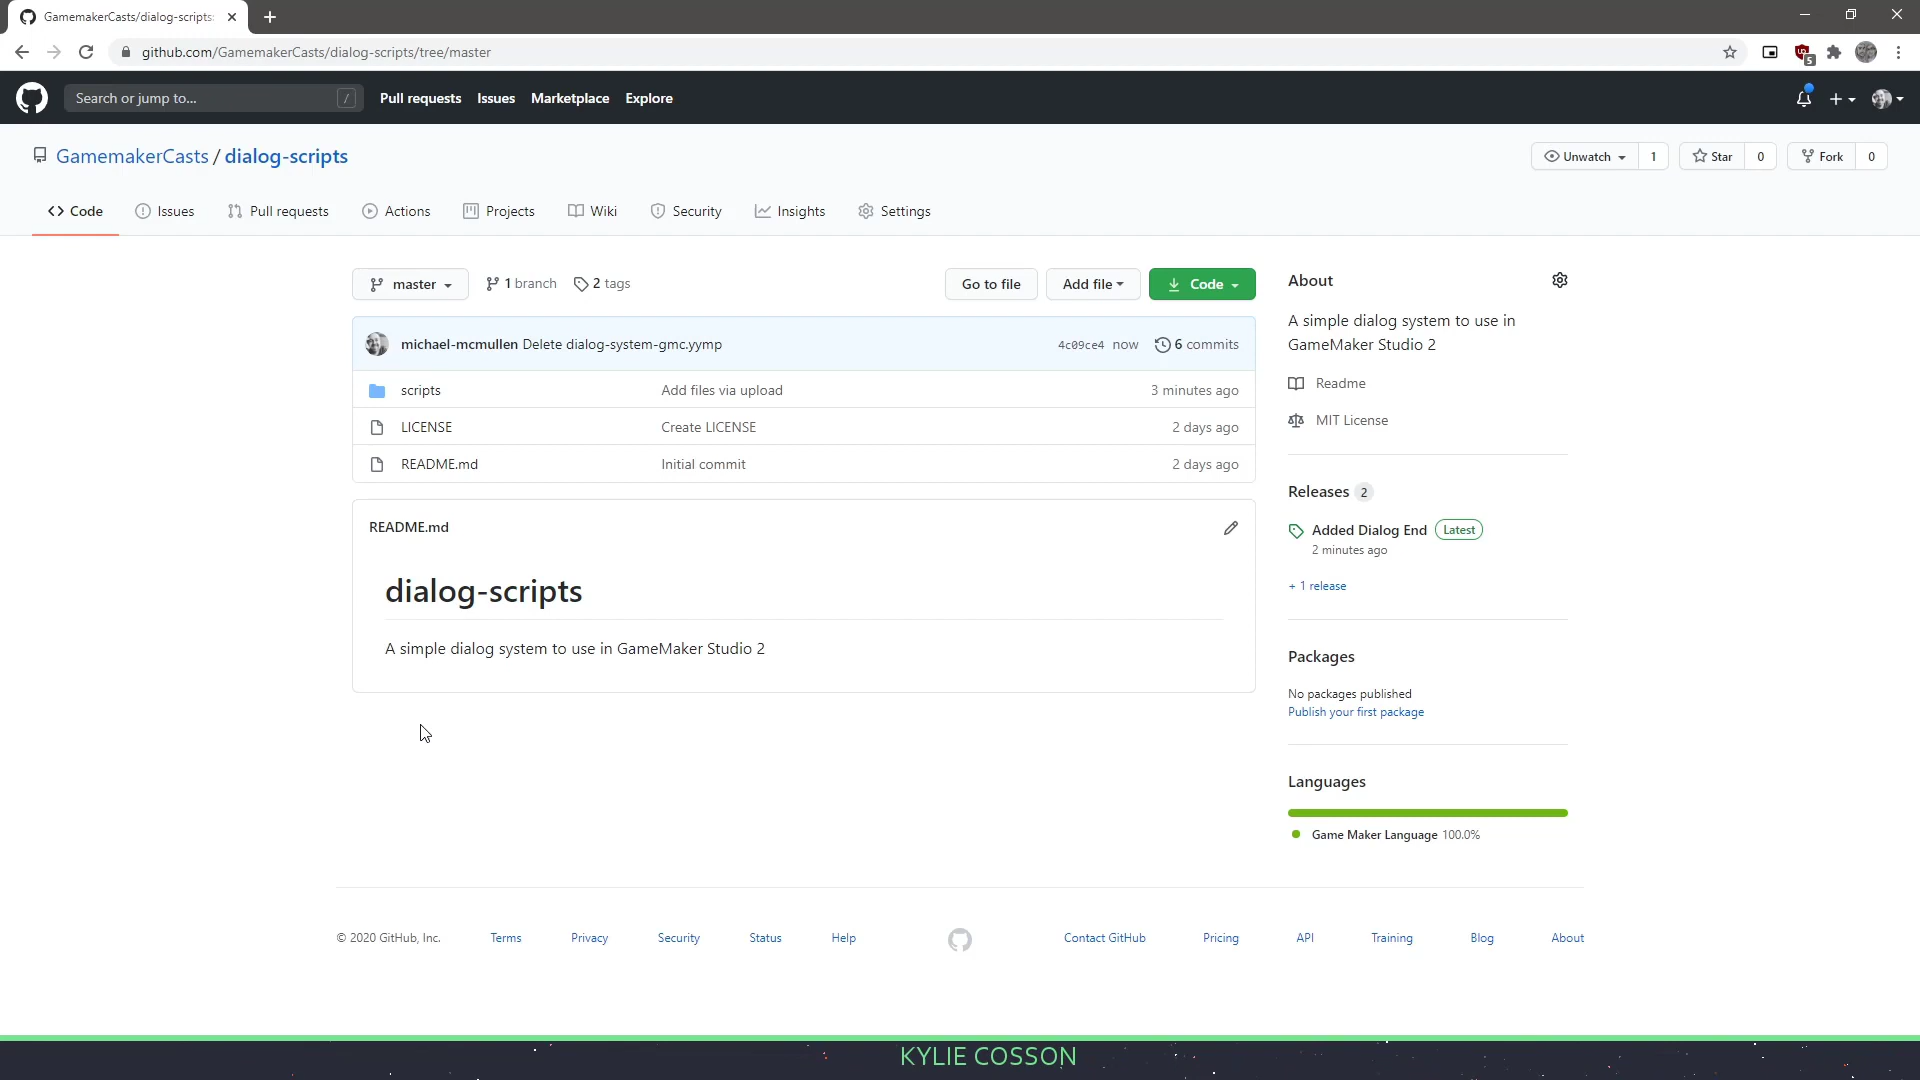 GamemakerCasts/dialog-scripts:
github.com/GamemakerCasts/dialog-scripts/tree/master
5
Search or jump to... /
Pull requests Issues Marketplace Explore
GamemakerCasts / dialog-scripts
Unwatch 1 Star 0 Fork 0
Code Issues Pull requests Actions Projects Wiki Security Insights Settings
master 1 branch 2 tags Go to file Add file Code
michael-mcmullen Delete dialog-system-gmc.yymp 4c09ce4 now 6 commits
scripts Add files via upload 3 minutes ago
LICENSE Create LICENSE 2 days ago
README.md Initial commit 2 days ago
README.md
dialog-scripts
A simple dialog system to use in GameMaker Studio 2
About
A simple dialog system to use in
GameMaker Studio 2
Readme
MIT License
Releases 2
Added Dialog End Latest
2 minutes ago
+ 1 release
Packages
No packages published
Publish your first package
Languages
Game Maker Language 100.0%
© 2020 GitHub, Inc. Terms Privacy Security Status Help Contact GitHub Pricing API Training Blog About
KYLIE COSSON